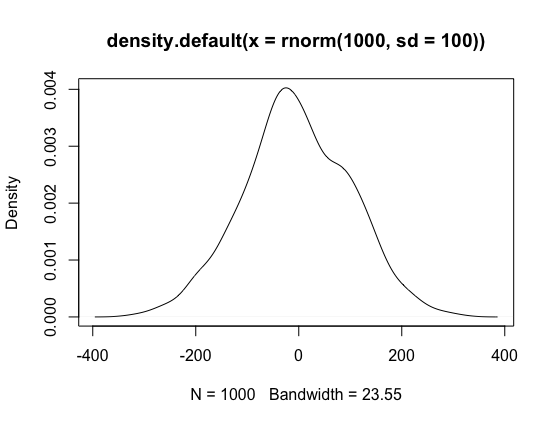 density.default(x = rnorm(1000, sd = 100))
Density
0.004
0.003
0.002
0.001
0.000
-400 -200 0 200 400
N = 1000 Bandwidth = 23.55